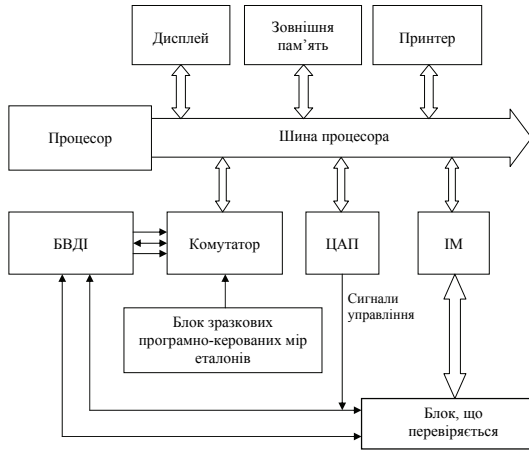 Дисплей
Зовнішня
пам’ять
Принтер
Процесор
Шина процесора
БВДІ
Комутатор
ЦАП
ІМ
Сигнали
управління
Блок зразкових
програмно-керованих мір
еталонів
Блок, що
перевіряється